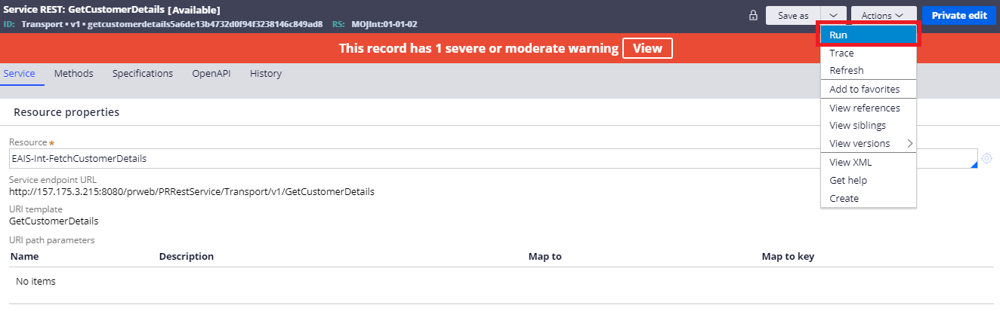 Service REST: GetCustomerDetails [Available]
ID: Transport • v1 • getcustomerdetails5a6de13b4732d0f94f3238146c849ad8 RS: MOJInt:01-01-02
Save as
Actions
Private edit
This record has 1 severe or moderate warning View
Run
Trace
Refresh
Add to favorites
View references
View siblings
View versions
View XML
Get help
Create
Service Methods Specifications OpenAPI History
Resource properties
Resource ★
EAIS-Int-FetchCustomerDetails
Service endpoint URL
http://157.175.3.215:8080/prweb/PRRestService/Transport/v1/GetCustomerDetails
URI template
GetCustomerDetails
URI path parameters
Name Description Map to Map to key
No items